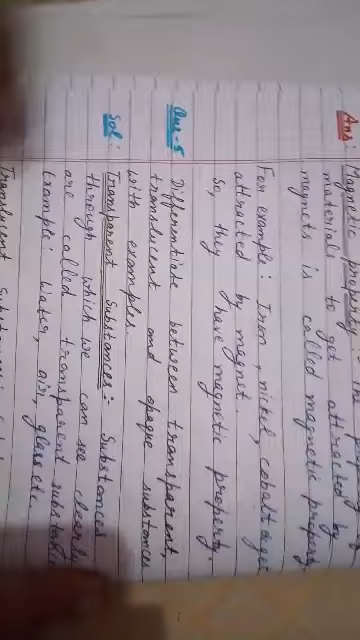 Ans: Magnetic property: The
materials to get attracted by
magnets is called magnetic property.
For example: Iron, nickel, cobalt get
attracted by magnet.
So, they have magnetic property.
Que-5 Differentiate between transparent,
translucent and opaque substances
with examples.
Sol: Transparent Substances: Substances
through which we can see clearly
are called transparent
Example: Water, air, glass etc.
Translucent Substances: